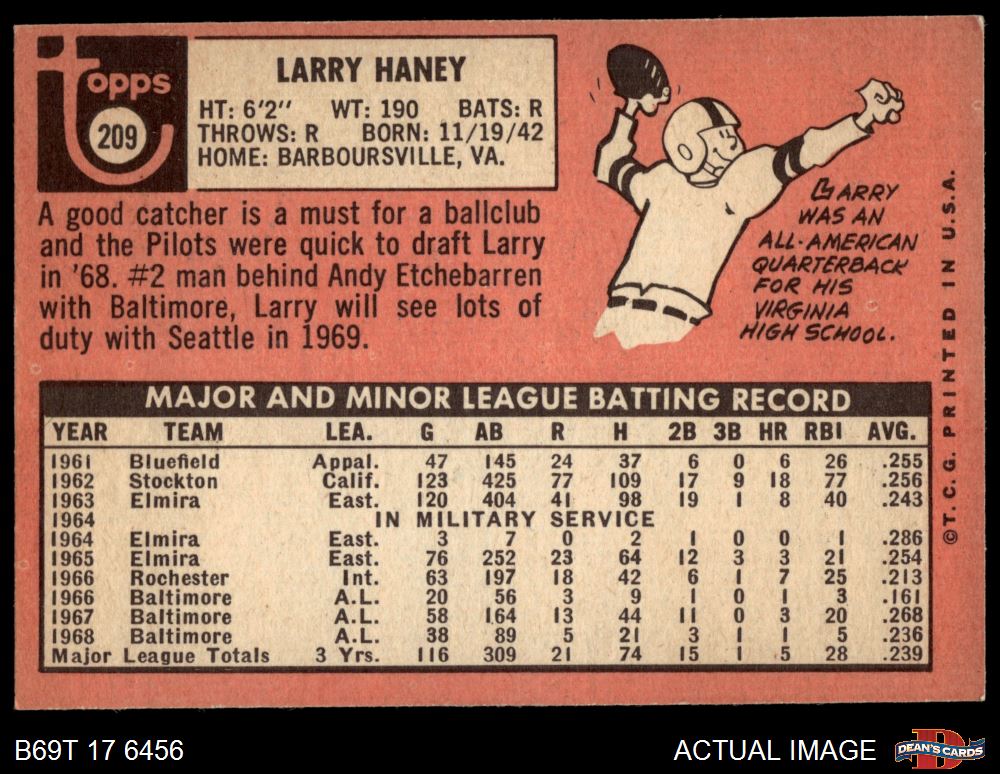 topps
209
LARRY HANEY
HT: 6'2" WT: 190 BATS: R
THROWS: R BORN: 11/19/42
HOME: BARBOURSVILLE, VA.
A good catcher is a must for a ballclub
and the Pilots were quick to draft Larry
in '68. #2 man behind Andy Etchebarren
with Baltimore, Larry will see lots of
duty with Seattle in 1969.
LARRY
WAS AN
ALL-AMERICAN
QUARTERBACK
FOR HIS
VIRGINIA
HIGH SCHOOL.
©T. C. G. PRINTED IN U.S.A.
MAJOR AND MINOR LEAGUE BATTING RECORD
YEAR TEAM LEA. G AB R H 2B 3B HR RBI AVG.
1961 Bluefield Appal. 47 145 24 37 6 0 6 26 .255
1962 Stockton Calif. 123 425 77 109 17 9 18 77 .256
1963 Elmira East. 120 404 41 98 19 1 8 40 .243
1964 IN MILITARY SERVICE
1964 Elmira East. 3 7 0 2 1 0 0 1 .286
1965 Elmira East. 76 252 23 64 12 3 3 21 .254
1966 Rochester Int. 63 197 18 42 6 1 7 25 .213
1966 Baltimore A.L. 20 56 3 9 1 0 1 3 .161
1967 Baltimore A.L. 58 164 13 44 11 0 3 20 .268
1968 Baltimore A.L. 38 89 5 21 3 1 1 5 .236
Major League Totals 3 Yrs. 116 309 21 74 15 1 5 28 .239
B69T 17 6456
ACTUAL IMAGE
D
DEAN'S CARDS